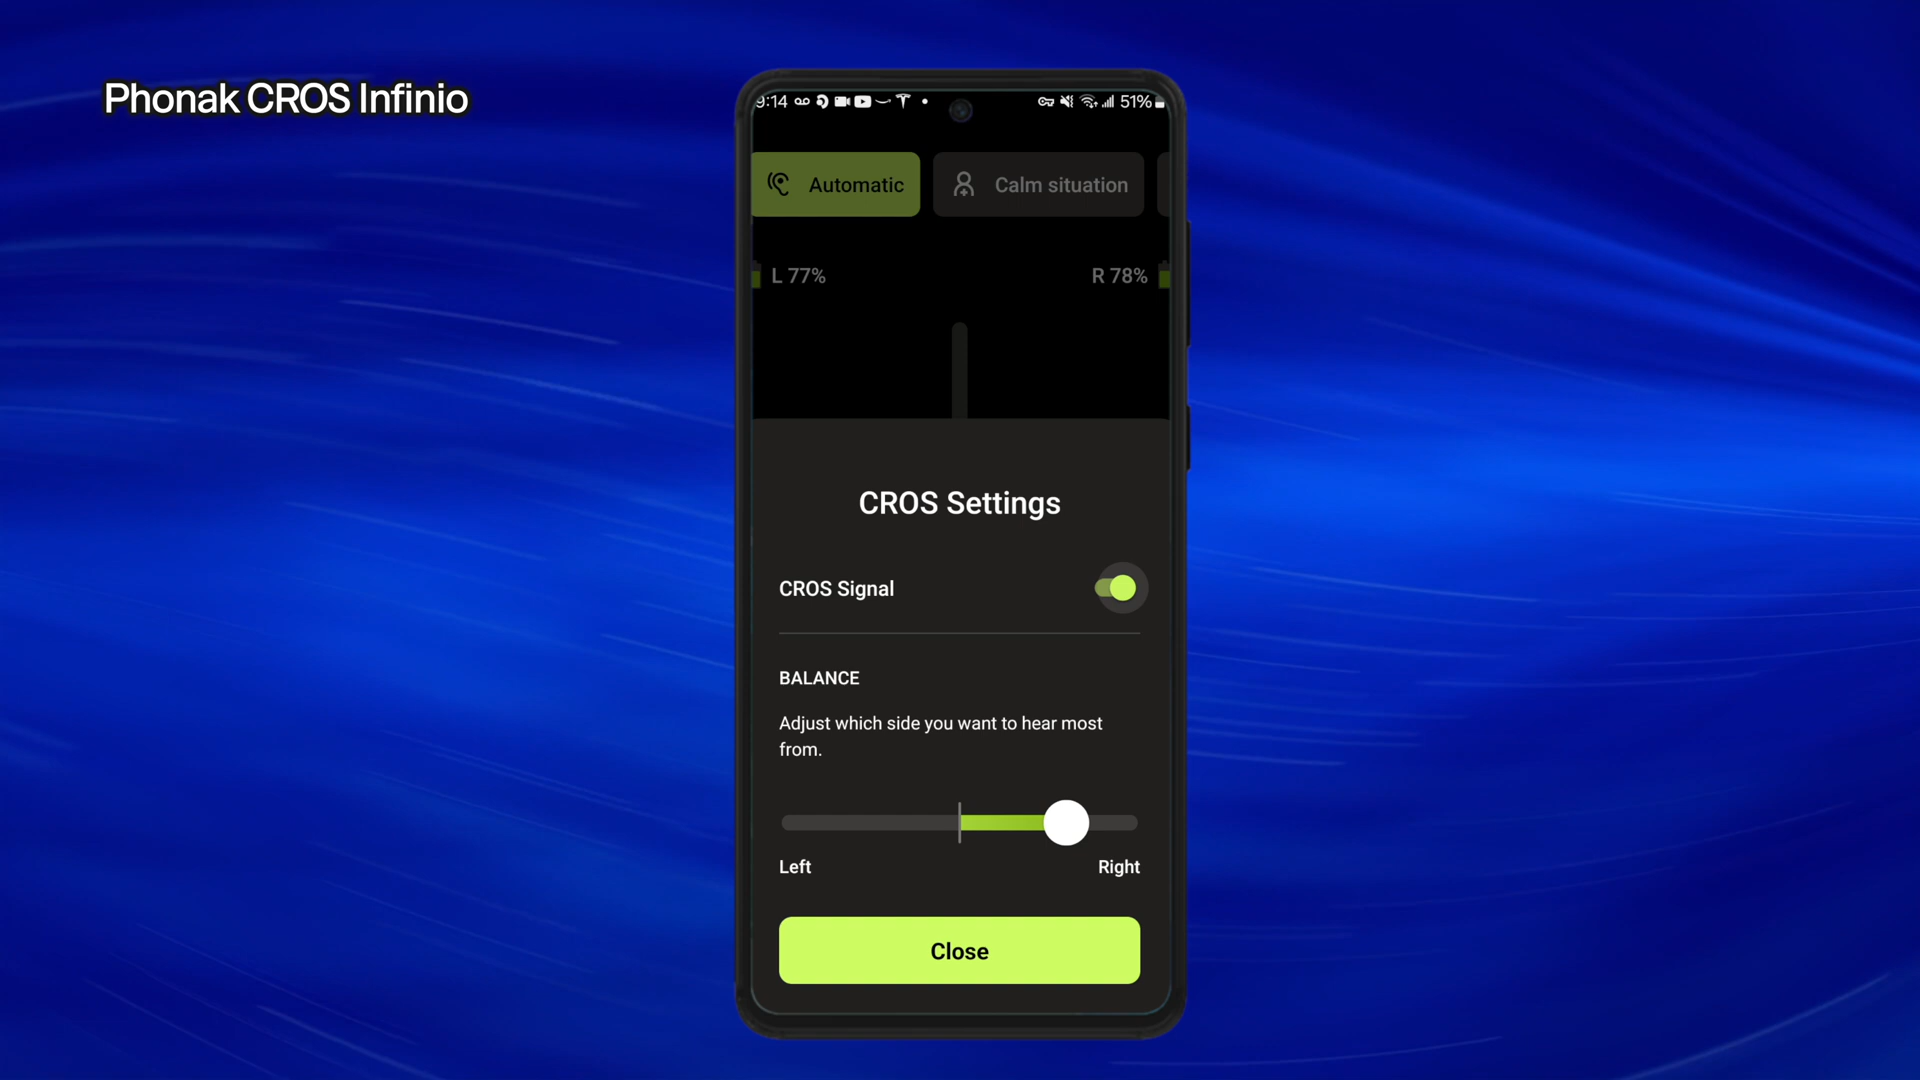 Phonak CROS Infinio
9:14
51%
Automatic
Calm situation
L 77%
R 78%
CROS Settings
CROS Signal
BALANCE
Adjust which side you want to hear most
from.
Left
Right
Close